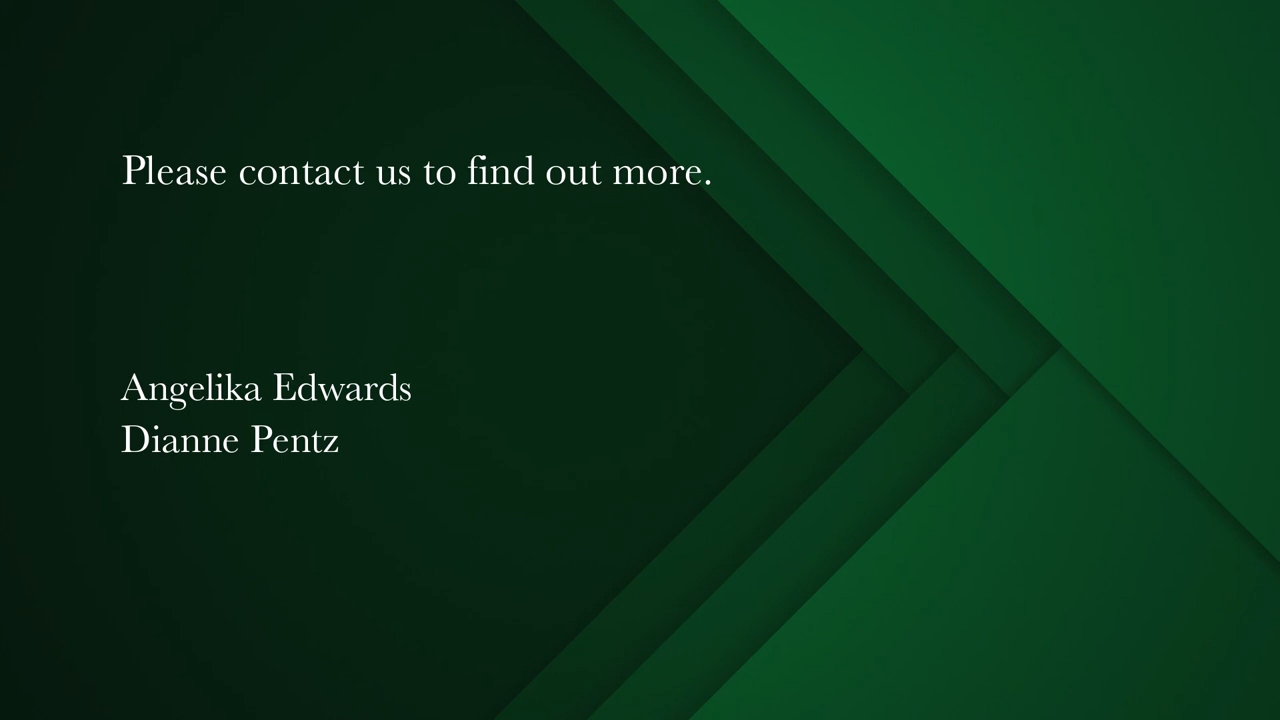 Please contact us to find out more.
Angelika Edwards
Dianne Pentz